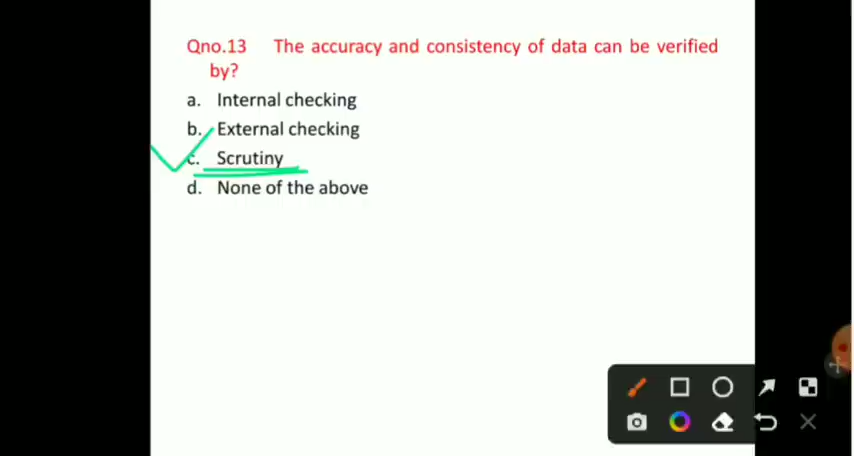 Qno.13 The accuracy and consistency of data can be verified
by?
a. Internal checking
b. External checking
c. Scrutiny
d. None of the above